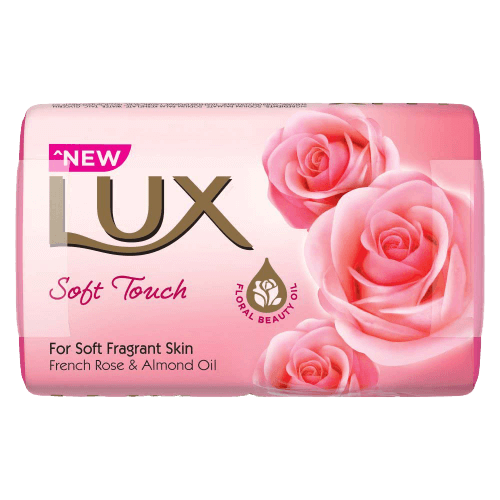 ^NEW
LUX
Soft Touch
FLORAL BEAUTY OIL
For Soft Fragrant Skin
French Rose & Almond Oil